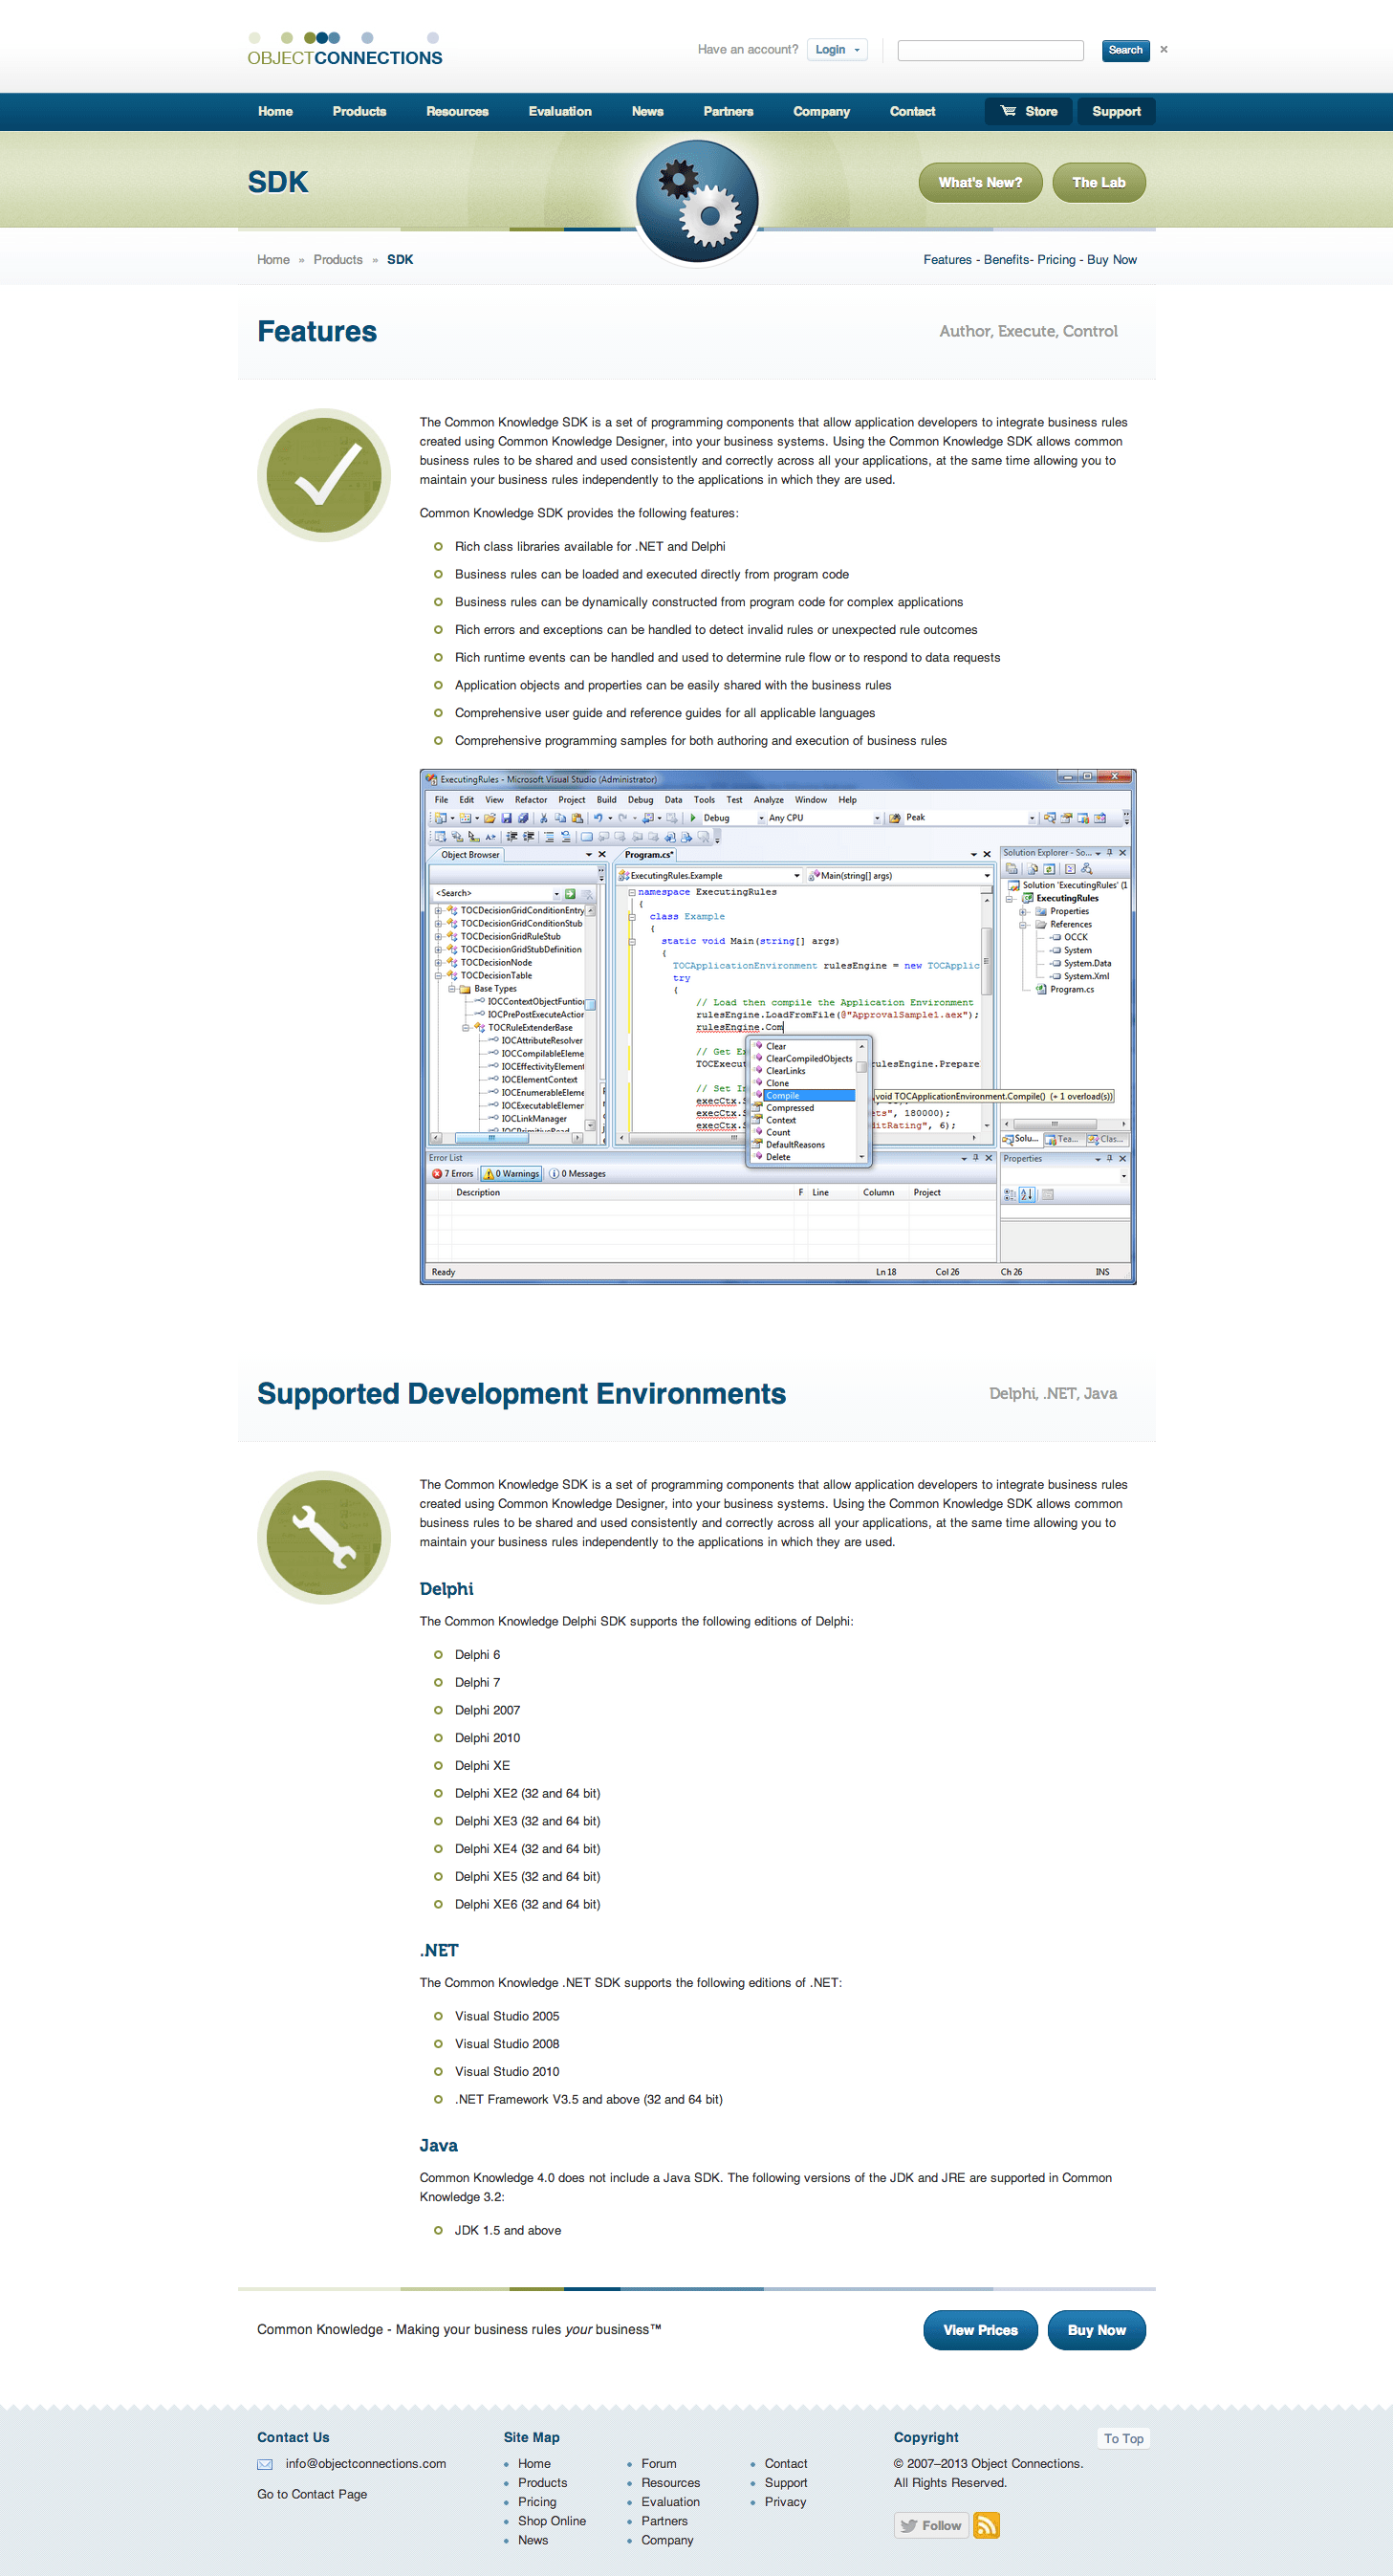 OBJECTCONNECTIONS
Have an account? Login Search ×
Home Products Resources Evaluation News Partners Company Contact Store Support
SDK What's New? The Lab
Home » Products » SDK Features - Benefits- Pricing - Buy Now
Features Author, Execute, Control
The Common Knowledge SDK is a set of programming components that allow application developers to integrate business rules
created using Common Knowledge Designer, into your business systems. Using the Common Knowledge SDK allows common
business rules to be shared and used consistently and correctly across all your applications, at the same time allowing you to
maintain your business rules independently to the applications in which they are used.
Common Knowledge SDK provides the following features:
Rich class libraries available for .NET and Delphi
Business rules can be loaded and executed directly from program code
Business rules can be dynamically constructed from program code for complex applications
Rich errors and exceptions can be handled to detect invalid rules or unexpected rule outcomes
Rich runtime events can be handled and used to determine rule flow or to respond to data requests
Application objects and properties can be easily shared with the business rules
Comprehensive user guide and reference guides for all applicable languages
Comprehensive programming samples for both authoring and execution of business rules
ExecutingRules - Microsoft Visual Studio (Administrator)
File Edit View Refactor Project Build Debug Data Tools Test Analyze Window Help
Debug Any CPU Peak
Object Browser
<Search>
TOCDecisionGridConditionEntry
TOCDecisionGridConditionStub
TOCDecisionGridRuleStub
TOCDecisionGridStubDefinition
TOCDecisionNode
TOCDecisionTable
Base Types
IOCContextObjectFuntion
IOCPrePostExecuteAction
TOCRuleExtenderBase
IOCAttributeResolver
IOCCompilableEleme
IOCEffectivityElement
IOCElementContext
IOCEnumerableEleme
IOCExecutableElemen
IOCLinkManager
IOCPrimitiveRead
Program.cs*
ExecutingRules.Example Main(string[] args)
namespace ExecutingRules
{
class Example
{
static void Main(string[] args)
{
TOCApplicationEnvironment rulesEngine = new TOCApplic
try
{
// Load then compile the Application Environment
rulesEngine.LoadFromFile(@"ApprovalSample1.aex");
rulesEngine.Com
// Get Ex
TOCExecut rulesEngine.Prepare
// Set In
execCtx.S
execCtx.S ets", 180000);
execCtx.S ditRating", 6);
Clear
ClearCompiledObjects
ClearLinks
Clone
Compile
Compressed
Context
Count
DefaultReasons
Delete
void TOCApplicationEnvironment.Compile() (+ 1 overload(s))
Solution Explorer - So...
Solution 'ExecutingRules' (1
ExecutingRules
Properties
References
OCCK
System
System.Data
System.Xml
Program.cs
Solu... Tea... Clas...
Properties
Error List
7 Errors 0 Warnings 0 Messages
Description F Line Column Project
Ready Ln 18 Col 26 Ch 26 INS
Supported Development Environments Delphi, .NET, Java
The Common Knowledge SDK is a set of programming components that allow application developers to integrate business rules
created using Common Knowledge Designer, into your business systems. Using the Common Knowledge SDK allows common
business rules to be shared and used consistently and correctly across all your applications, at the same time allowing you to
maintain your business rules independently to the applications in which they are used.
Delphi
The Common Knowledge Delphi SDK supports the following editions of Delphi:
Delphi 6
Delphi 7
Delphi 2007
Delphi 2010
Delphi XE
Delphi XE2 (32 and 64 bit)
Delphi XE3 (32 and 64 bit)
Delphi XE4 (32 and 64 bit)
Delphi XE5 (32 and 64 bit)
Delphi XE6 (32 and 64 bit)
.NET
The Common Knowledge .NET SDK supports the following editions of .NET:
Visual Studio 2005
Visual Studio 2008
Visual Studio 2010
.NET Framework V3.5 and above (32 and 64 bit)
Java
Common Knowledge 4.0 does not include a Java SDK. The following versions of the JDK and JRE are supported in Common
Knowledge 3.2:
JDK 1.5 and above
Common Knowledge - Making your business rules your business™ View Prices Buy Now
Contact Us
info@objectconnections.com
Go to Contact Page
Site Map
Home
Products
Pricing
Shop Online
News
Forum
Resources
Evaluation
Partners
Company
Contact
Support
Privacy
Copyright To Top
© 2007–2013 Object Connections.
All Rights Reserved.
Follow